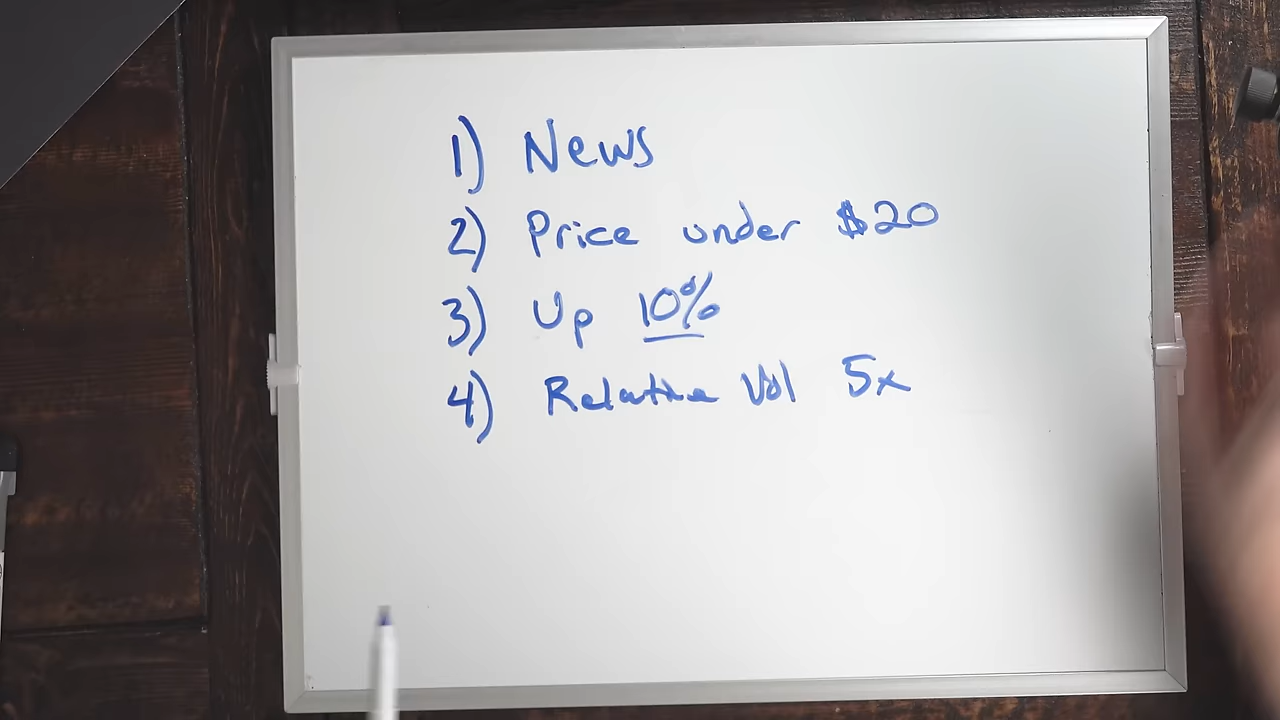 1) News
2) Price under $20
3) Up 10%
4) Relative Vol 5x